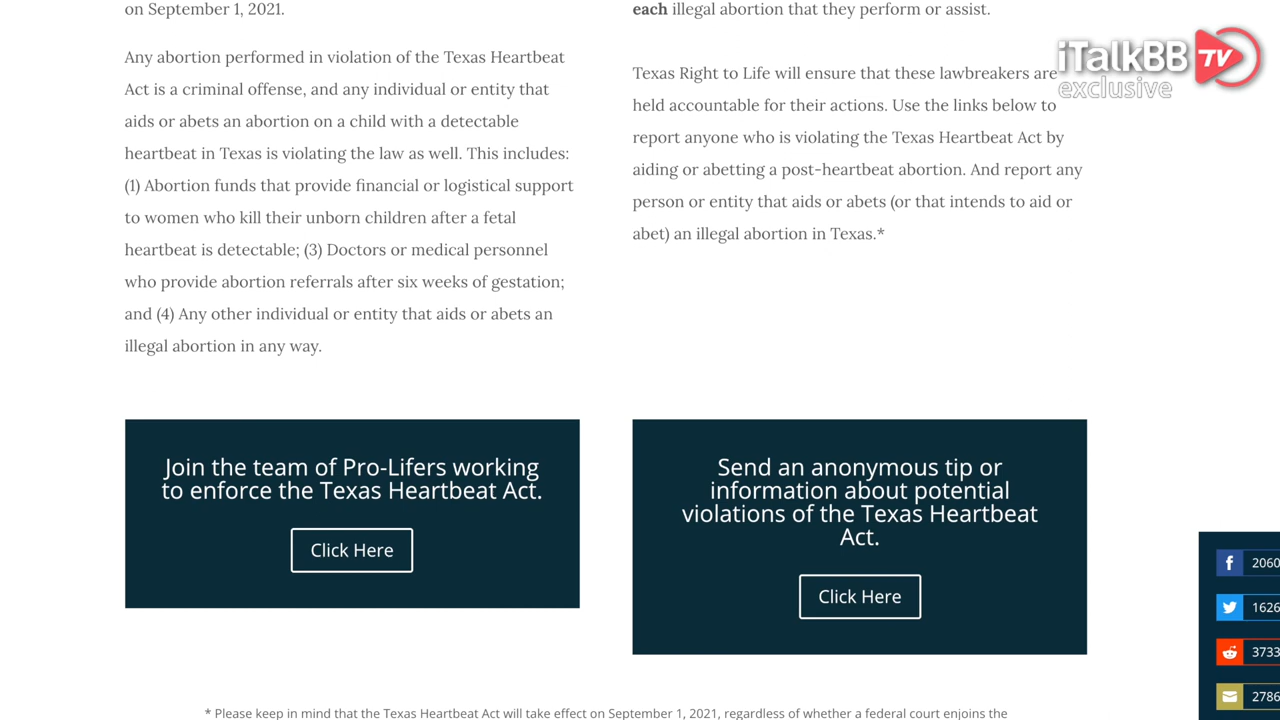 on September 1, 2021.
Any abortion performed in violation of the Texas Heartbeat
Act is a criminal offense, and any individual or entity that
aids or abets an abortion on a child with a detectable
heartbeat in Texas is violating the law as well. This includes:
(1) Abortion funds that provide financial or logistical support
to women who kill their unborn children after a fetal
heartbeat is detectable; (3) Doctors or medical personnel
who provide abortion referrals after six weeks of gestation;
and (4) Any other individual or entity that aids or abets an
illegal abortion in any way.
each illegal abortion that they perform or assist.
Texas Right to Life will ensure that these lawbreakers are
held accountable for their actions. Use the links below to
report anyone who is violating the Texas Heartbeat Act by
aiding or abetting a post-heartbeat abortion. And report any
person or entity that aids or abets (or that intends to aid or
abet) an illegal abortion in Texas.*
iTalkBB TV
exclusive
Join the team of Pro-Lifers working
to enforce the Texas Heartbeat Act.
Click Here
Send an anonymous tip or
information about potential
violations of the Texas Heartbeat
Act.
Click Here
2060
1626
3733
2786
* Please keep in mind that the Texas Heartbeat Act will take effect on September 1, 2021, regardless of whether a federal court enjoins the